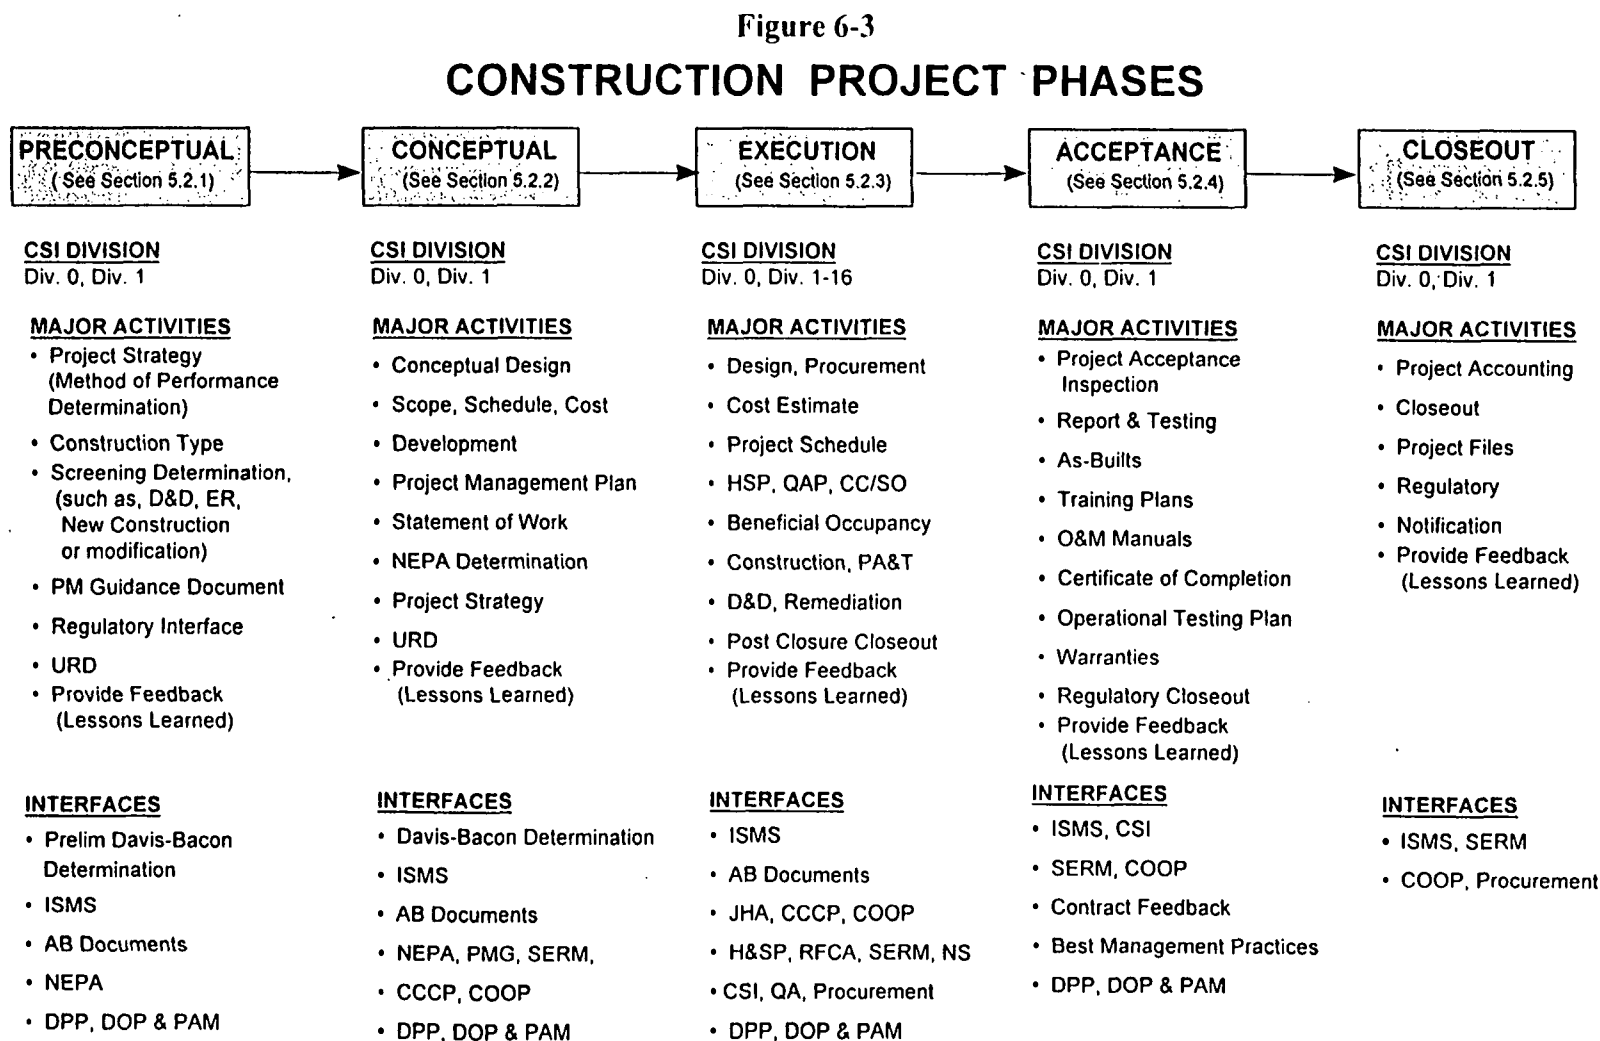 Figure 6-3
CONSTRUCTION PROJECT PHASES
PRECONCEPTUAL
(See Section 5.2.1)
CONCEPTUAL
(See Section 5.2.2)
EXECUTION
(See Section 5.2.3)
ACCEPTANCE
(See Section 5.2.4)
CLOSEOUT
(See Section 5.2.5)
CSI DIVISION
Div. 0, Div. 1
MAJOR ACTIVITIES
• Project Strategy
(Method of Performance
Determination)
• Construction Type
• Screening Determination,
(such as, D&D, ER,
New Construction
or modification)
• PM Guidance Document
• Regulatory Interface
• URD
• Provide Feedback
(Lessons Learned)
INTERFACES
• Prelim Davis-Bacon
Determination
• ISMS
• AB Documents
• NEPA
• DPP, DOP & PAM
CSI DIVISION
Div. 0, Div. 1
MAJOR ACTIVITIES
• Conceptual Design
• Scope, Schedule, Cost
• Development
• Project Management Plan
• Statement of Work
• NEPA Determination
• Project Strategy
• URD
• Provide Feedback
(Lessons Learned)
INTERFACES
• Davis-Bacon Determination
• ISMS
• AB Documents
• NEPA, PMG, SERM,
• CCCP, COOP
• DPP, DOP & PAM
CSI DIVISION
Div. 0, Div. 1-16
MAJOR ACTIVITIES
• Design, Procurement
• Cost Estimate
• Project Schedule
• HSP, QAP, CC/SO
• Beneficial Occupancy
• Construction, PA&T
• D&D, Remediation
• Post Closure Closeout
• Provide Feedback
(Lessons Learned)
INTERFACES
• ISMS
• AB Documents
• JHA, CCCP, COOP
• H&SP, RFCA, SERM, NS
• CSI, QA, Procurement
• DPP, DOP & PAM
CSI DIVISION
Div. 0, Div. 1
MAJOR ACTIVITIES
• Project Acceptance
Inspection
• Report & Testing
• As-Builts
• Training Plans
• O&M Manuals
• Certificate of Completion
• Operational Testing Plan
• Warranties
• Regulatory Closeout
• Provide Feedback
(Lessons Learned)
INTERFACES
• ISMS, CSI
• SERM, COOP
• Contract Feedback
• Best Management Practices
• DPP, DOP & PAM
CSI DIVISION
Div. 0, Div. 1
MAJOR ACTIVITIES
• Project Accounting
• Closeout
• Project Files
• Regulatory
• Notification
• Provide Feedback
(Lessons Learned)
INTERFACES
• ISMS, SERM
• COOP, Procurement